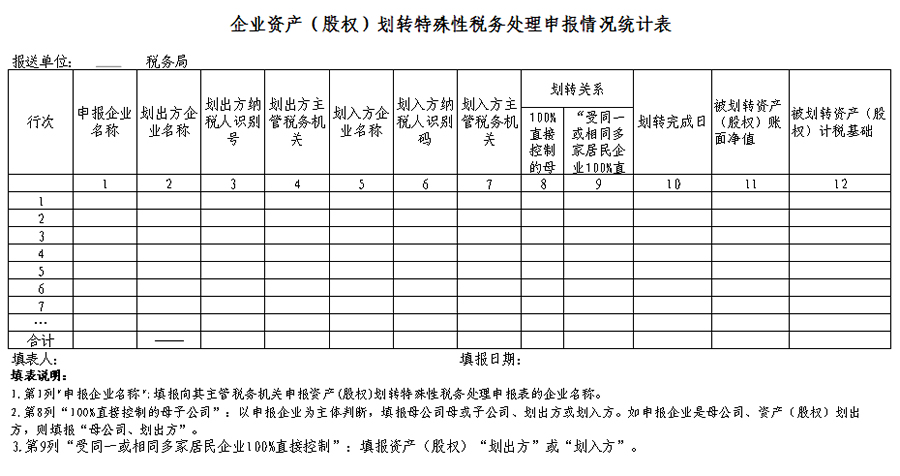 企业资产（股权）划转特殊性税务处理申报情况统计表
报送单位： ____ 税务局
行次
申报企业名称
划出方企业名称
划出方纳税人识别号
划出方主管税务机关
划入方企业名称
划入方纳税人识别码
划入方主管税务机关
划转关系
100%直接控制的母
“受同一或相同多家居民企业100%直
划转完成日
被划转资产（股权）账面净值
被划转资产（股权）计税基础
1 2 3 4 5 6 7 8 9 10 11 12
1
2
3
4
5
6
7
…
合计 ——
填表人： 填报日期：
填表说明：
1.第1列"申报企业名称":填报向其主管税务机关申报资产(股权)划转特殊性税务处理申报表的企业名称。
2.第8列“100%直接控制的母子公司”：以申报企业为主体判断，填报母公司母或子公司、划出方或划入方。如申报企业是母公司、资产（股权）划出
方，则填报“母公司、划出方”。
3.第9列“受同一或相同多家居民企业100%直接控制”：填报资产（股权）“划出方”或“划入方”。